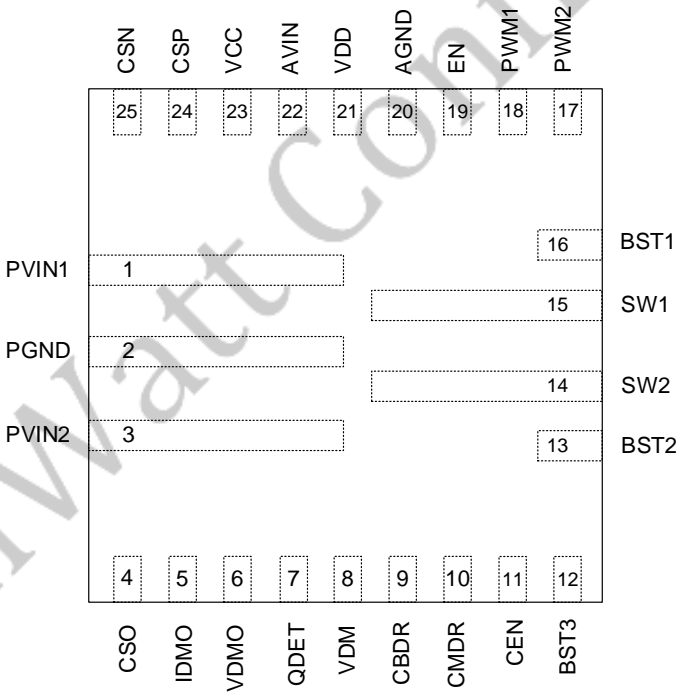 CSN CSP VCC AVIN VDD AGND EN PWM1 PWM2
25 24 23 22 21 20 19 18 17
16 BST1
PVIN1 1
15 SW1
PGND 2
14 SW2
PVIN2 3
13 BST2
4 5 6 7 8 9 10 11 12
CSO IDMO VDMO QDET VDM CBDR CMDR CEN BST3